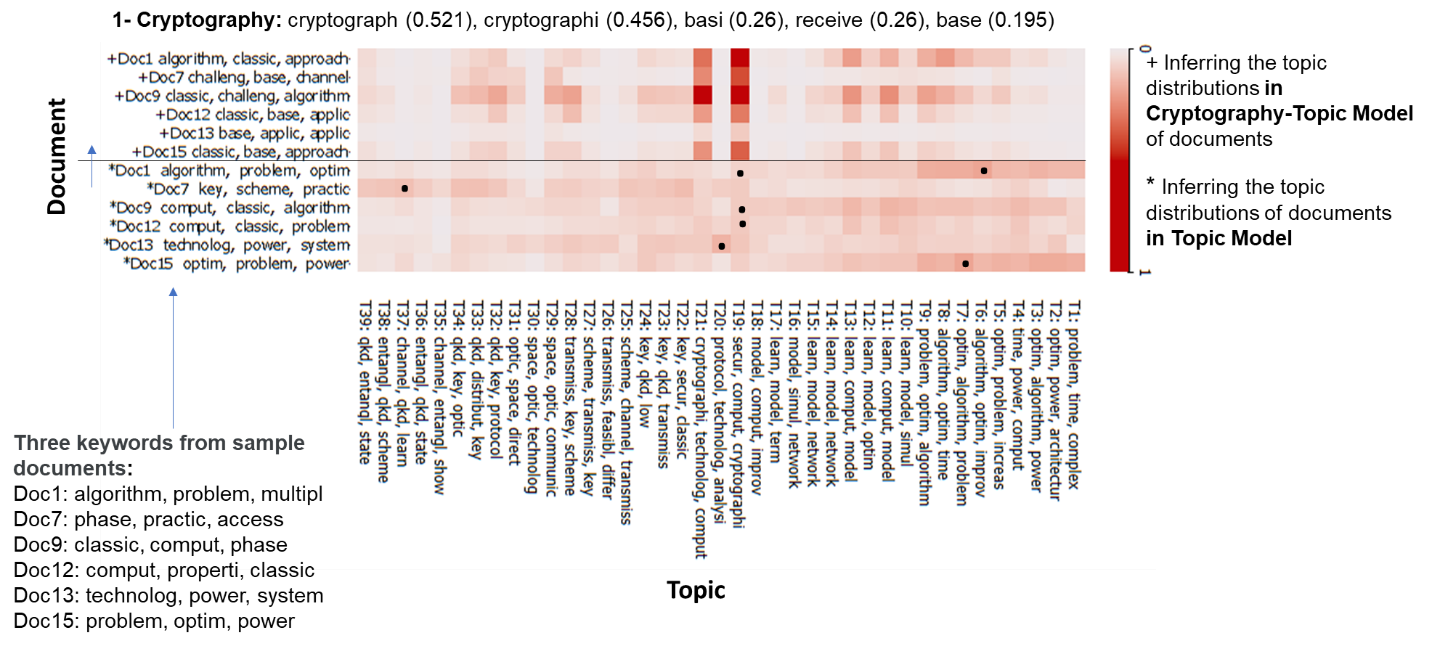 1- Cryptography: cryptograph (0.521), cryptographi (0.456), basi (0.26), receive (0.26), base (0.195)
Document
+Doc1 algorithm, classic, approach
+Doc7 challeng, base, channel
+Doc9 classic, challeng, algorithm
+Doc12 classic, base, applic
+Doc13 base, applic, applic
+Doc15 classic, base, approach
*Doc1 algorithm, problem, optim
*Doc7 key, scheme, practic
*Doc9 comput, classic, algorithm
*Doc12 comput, classic, problem
*Doc13 technolog, power, system
*Doc15 optim, problem, power
0
1
+ Inferring the topic
distributions in
Cryptography-Topic Model
of documents
* Inferring the topic
distributions of documents
in Topic Model
T39: qkd, entangl, state
T38: entangl, qkd, scheme
T37: channel, qkd, learn
T36: entangl, qkd, state
T35: channel, entangl, show
T34: qkd, key, optic
T33: qkd, distribut, key
T32: qkd, key, protocol
T31: optic, space, direct
T30: space, optic, technolog
T29: space, optic, communic
T28: transmiss, key, scheme
T27: scheme, transmiss, key
T26: transmiss, feasibl, differ
T25: scheme, channel, transmiss
T24: key, qkd, low
T23: key, qkd, transmiss
T22: key, secur, classic
T21: cryptographi, technolog, comput
T20: protocol, technolog, analysi
T19: secur, comput, cryptographi
T18: model, comput, improv
T17: learn, model, term
T16: model, simul, network
T15: learn, model, network
T14: learn, model, network
T13: learn, comput, model
T12: learn, model, optim
T11: learn, comput, model
T10: learn, model, simul
T9: problem, optim, algorithm
T8: algorithm, optim, time
T7: optim, algorithm, problem
T6: algorithm, optim, improv
T5: optim, problem, increas
T4: time, power, comput
T3: optim, algorithm, power
T2: optim, power, architectur
T1: problem, time, complex
Topic
Three keywords from sample
documents:
Doc1: algorithm, problem, multipl
Doc7: phase, practic, access
Doc9: classic, comput, phase
Doc12: comput, properti, classic
Doc13: technolog, power, system
Doc15: problem, optim, power